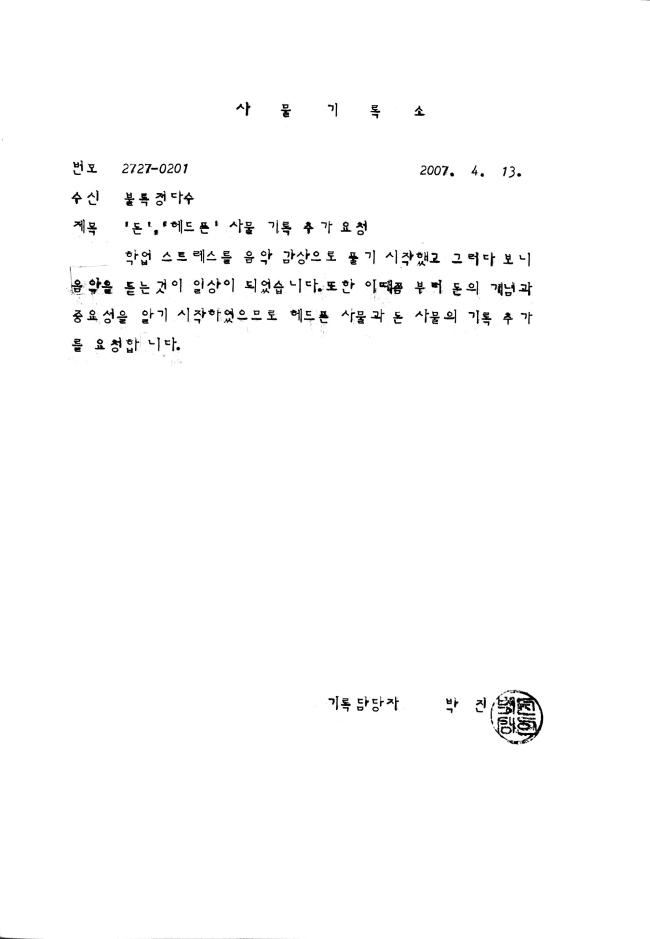 사 물 기 록 소
번호 2727-0201 2007. 4. 13.
수신 불특정다수
제목 '돈','헤드폰' 사물 기록 추가 요청
학업 스트레스를 음악 감상으로 풀기 시작했고 그러다 보니
음악을 듣는것이 일상이 되었습니다.또한 이때쯤 부터 돈의 개념과
중요성을 알기 시작하였으므로 헤드폰 사물과 돈 사물의 기록 추가
를 요청합니다.
기록담당자 박 진